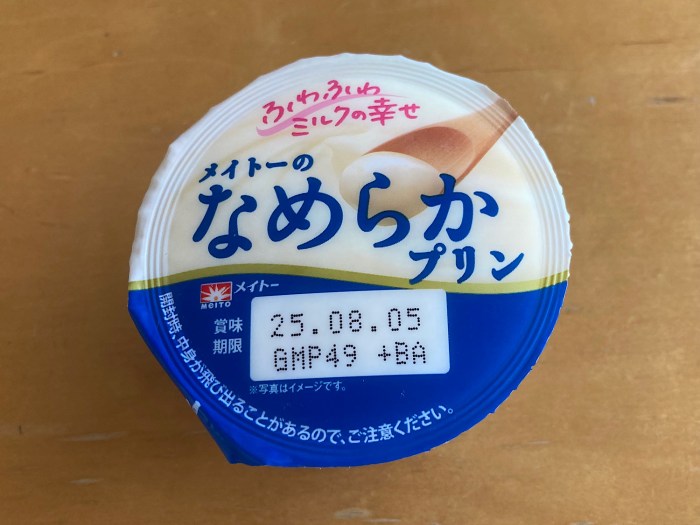 ふわふわ
ミルクの幸せ
メイトーの
なめらか
プリン
MEITO
メイトー
賞味
期限
25.08.05
GMP49 +BA
※写真はイメージです。
開封時、中身が飛び出ることがあるので、ご注意ください。